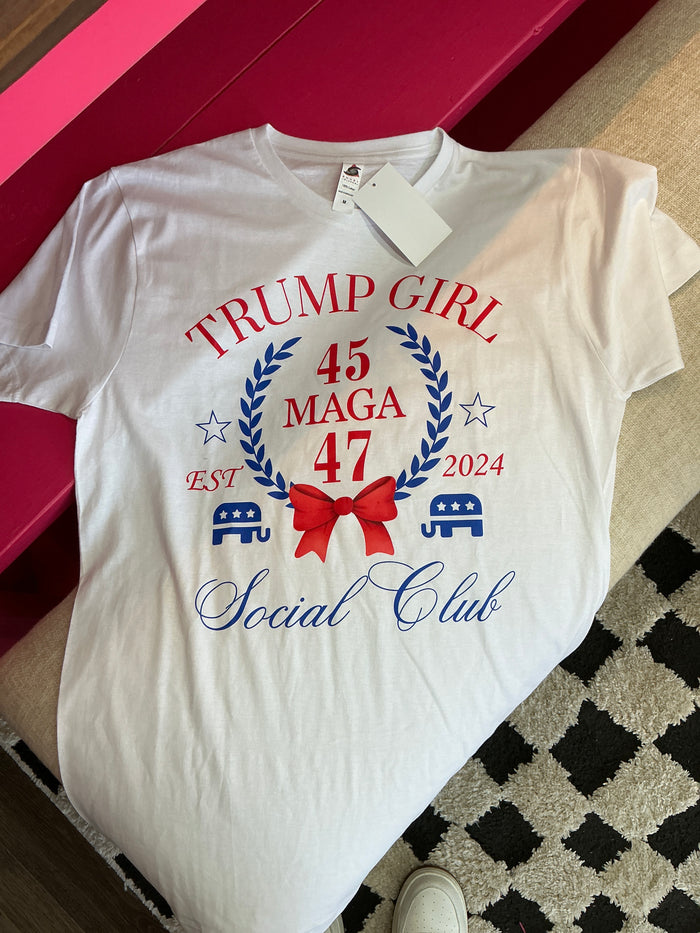 M
TRUMP GIRL
45
MAGA
47
EST 2024
Social Club